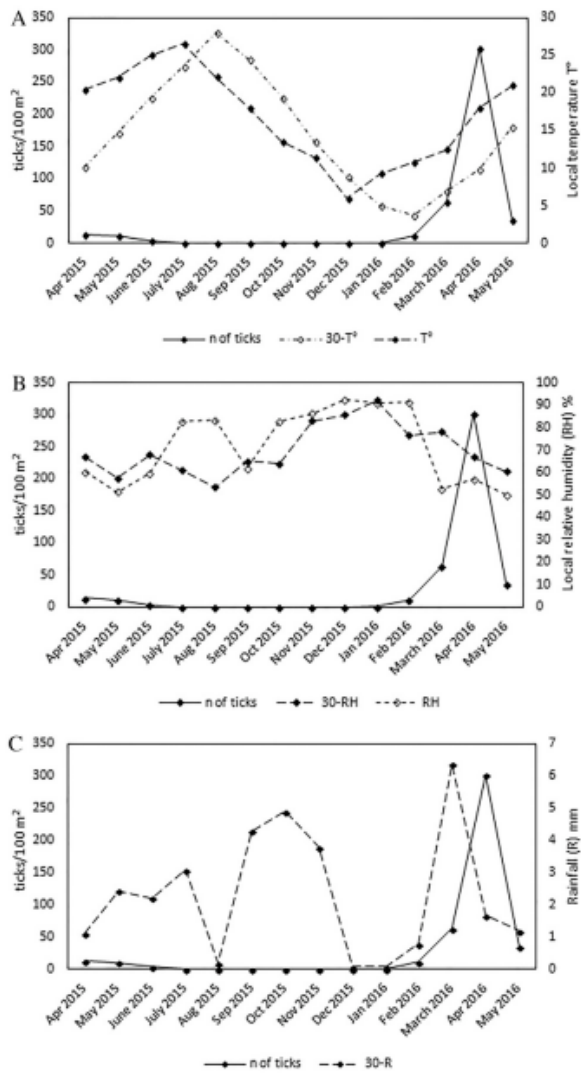 A
350
300
250
200
150
100
50
0
ticks/100 m²
30
25
20
15
10
5
0
Local temperature T°
Apr 2015
May 2015
June 2015
July 2015
Aug 2015
Sep 2015
Oct 2015
Nov 2015
Dec 2015
Jan 2016
Feb 2016
March 2016
Apr 2016
May 2016
n of ticks 30-T° T°
B
350
300
250
200
150
100
50
0
ticks/100 m²
100
90
80
70
60
50
40
30
20
10
0
Local relative humidity (RH) %
Apr 2015
May 2015
June 2015
July 2015
Aug 2015
Sep 2015
Oct 2015
Nov 2015
Dec 2015
Jan 2016
Feb 2016
March 2016
Apr 2016
May 2016
n of ticks 30-RH RH
C
350
300
250
200
150
100
50
0
ticks/100 m²
7
6
5
4
3
2
1
0
Rainfall (R) mm
Apr 2015
May 2015
June 2015
July 2015
Aug 2015
Sep 2015
Oct 2015
Nov 2015
Dec 2015
Jan 2016
Feb 2016
March 2016
Apr 2016
May 2016
n of ticks 30-R